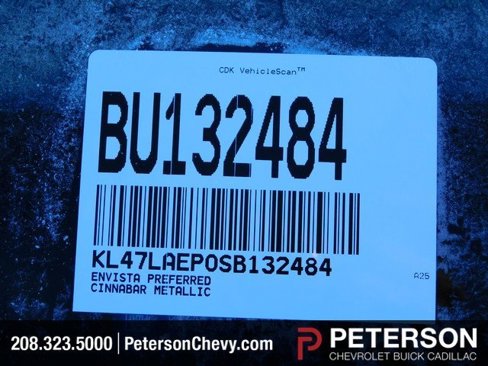 CDK VehicleScan™
BU132484
KL47LAEP0SB132484
ENVISTA PREFERRED
CINNABAR METALLIC
A25
208.323.5000 | PetersonChevy.com
PETERSON
CHEVROLET BUICK CADILLAC